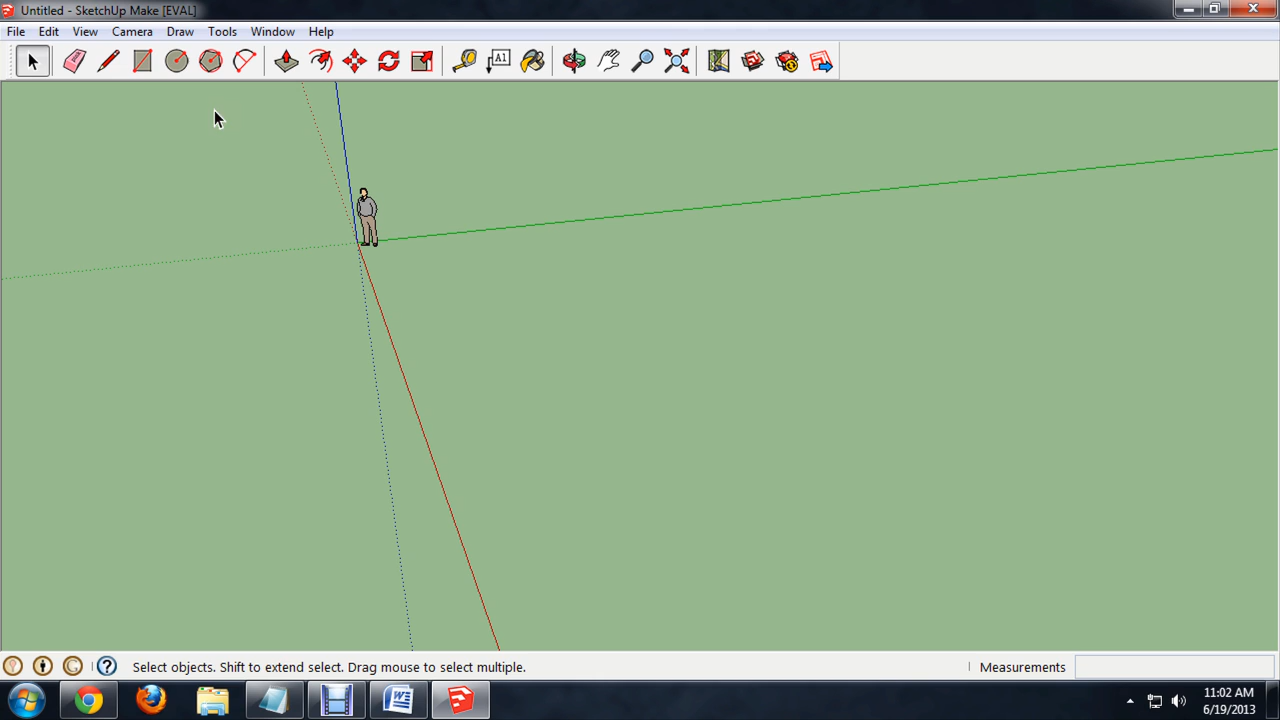 Untitled - SketchUp Make [EVAL]
File Edit View Camera Draw Tools Window Help
A1
Select objects. Shift to extend select. Drag mouse to select multiple. Measurements
11:02 AM
6/19/2013